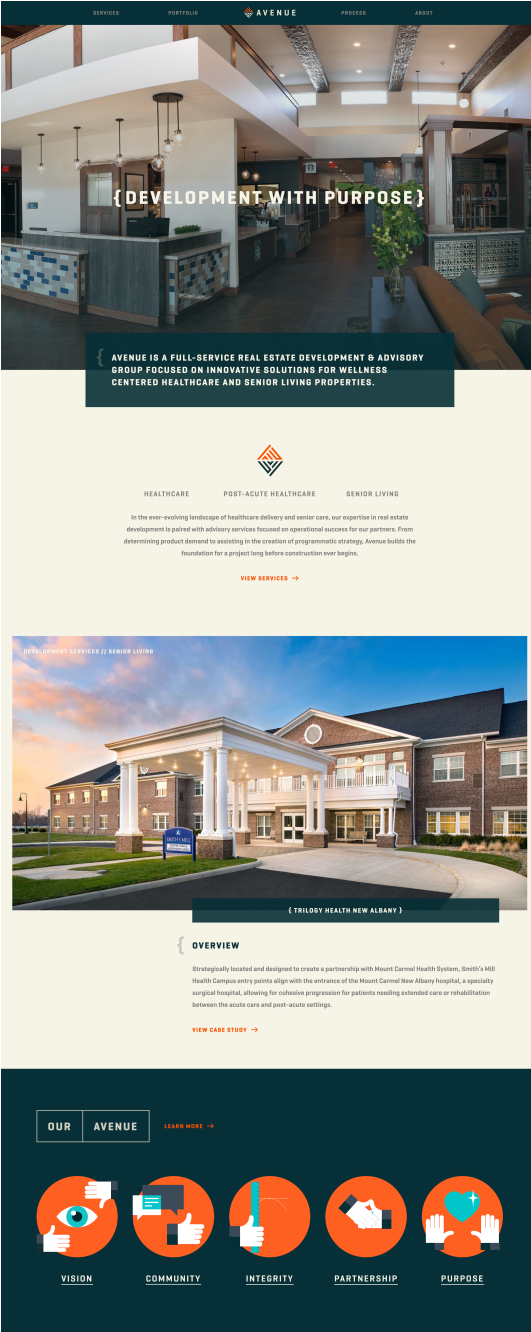 SERVICES PORTFOLIO AVENUE PROCESS ABOUT
{DEVELOPMENT WITH PURPOSE}
{ AVENUE IS A FULL-SERVICE REAL ESTATE DEVELOPMENT & ADVISORY
GROUP FOCUSED ON INNOVATIVE SOLUTIONS FOR WELLNESS
CENTERED HEALTHCARE AND SENIOR LIVING PROPERTIES.
HEALTHCARE POST-ACUTE HEALTHCARE SENIOR LIVING
In the ever-evolving landscape of healthcare delivery and senior care, our expertise in real estate
development is paired with advisory services focused on operational success for our partners. From
determining product demand to assisting in the creation of programmatic strategy, Avenue builds the
foundation for a project long before construction ever begins.
VIEW SERVICES →
DEVELOPMENT SERVICES // SENIOR LIVING
SMITH'S MILL
{ TRILOGY HEALTH NEW ALBANY }
{ OVERVIEW
Strategically located and designed to create a partnership with Mount Carmel Health System, Smith's Mill
Health Campus entry points align with the entrance of the Mount Carmel New Albany hospital, a specialty
surgical hospital, allowing for cohesive progression for patients needing extended care or rehabilitation
between the acute care and post-acute settings.
VIEW CASE STUDY →
OUR AVENUE LEARN MORE →
VISION COMMUNITY INTEGRITY PARTNERSHIP PURPOSE